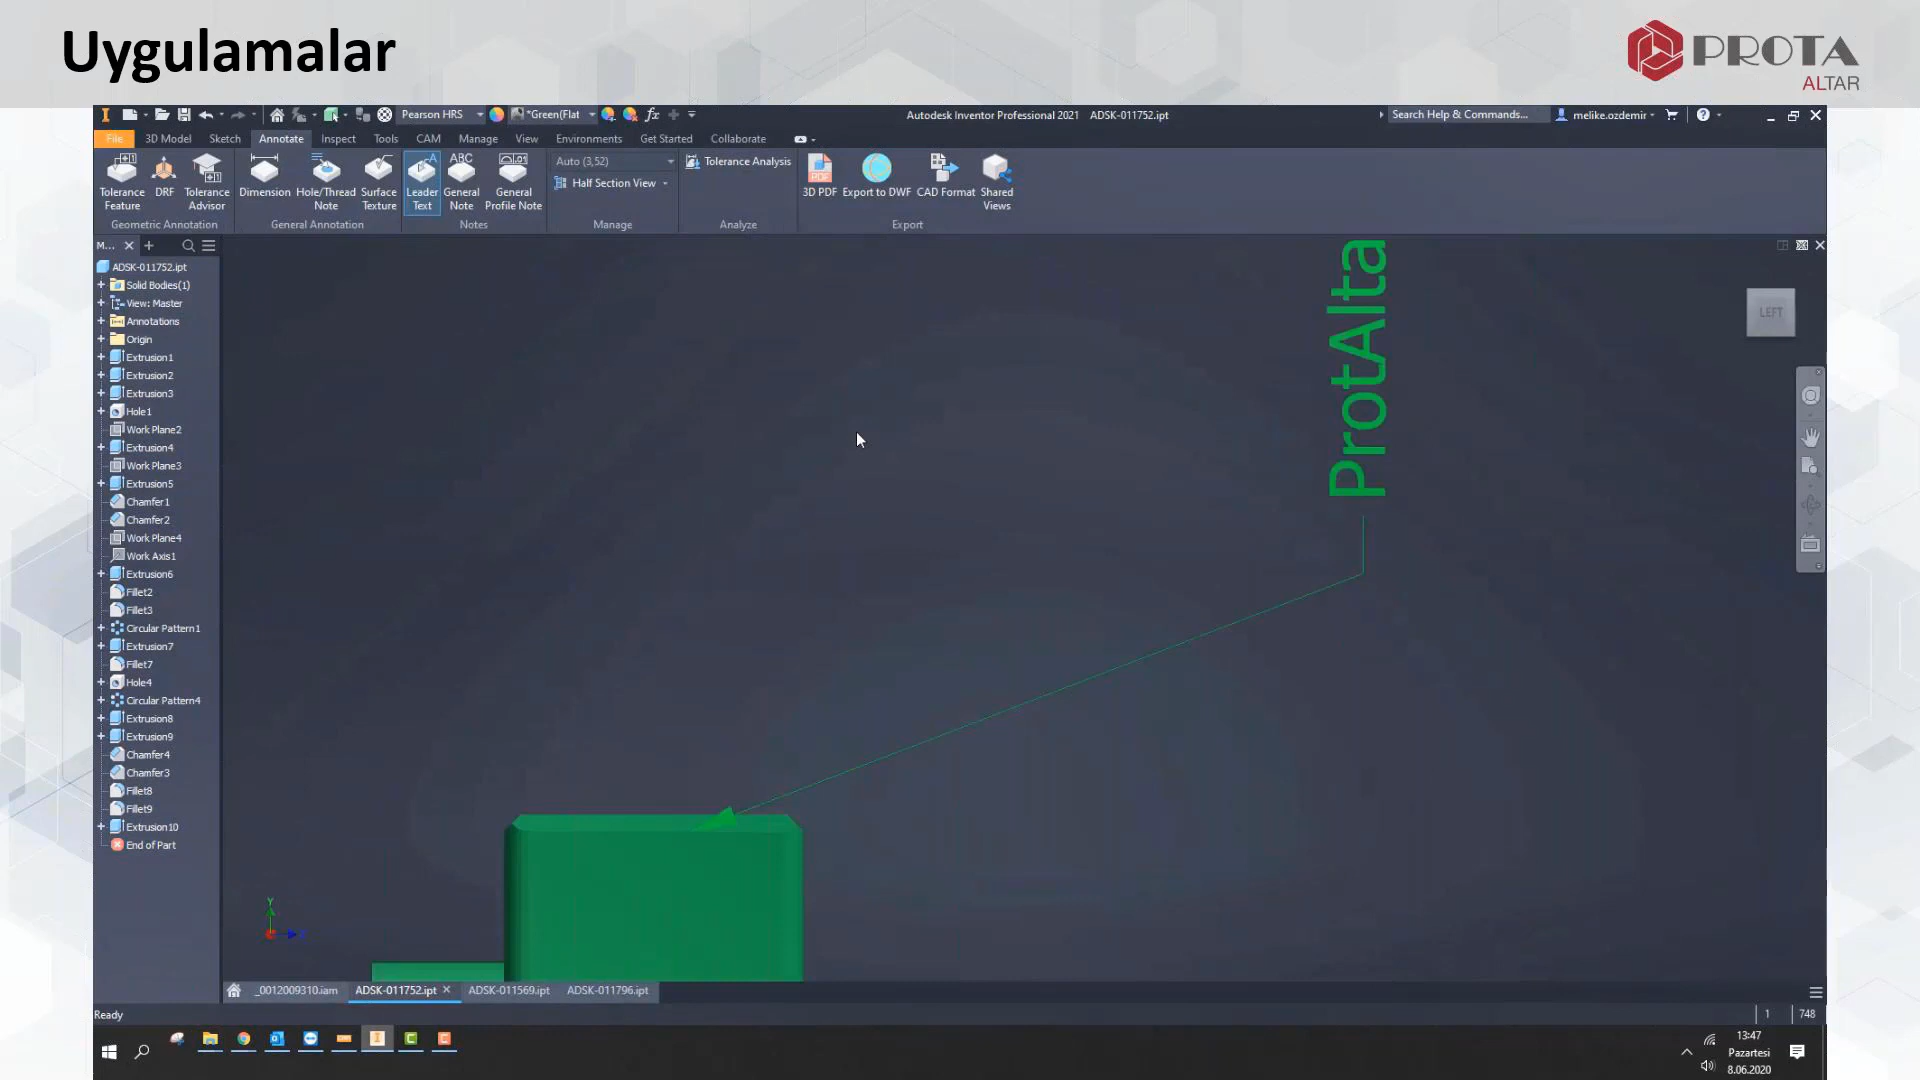 Uygulamalar
PROTA
ALTAR
Pearson HRS
*Green(Flat
Autodesk Inventor Professional 2021 ADSK-011752.ipt
Search Help & Commands...
melike.ozdemir
File 3D Model Sketch Annotate Inspect Tools CAM Manage View Environments Get Started Collaborate
Tolerance Feature
DRF
Tolerance Advisor
Geometric Annotation
Dimension
Hole/Thread Note
Surface Texture
General Annotation
Leader Text
General Note
General Profile Note
Notes
Auto (3,52)
Half Section View
Manage
Tolerance Analysis
Analyze
3D PDF
Export to DWF
CAD Format
Shared Views
Export
M...
ADSK-011752.ipt
Solid Bodies(1)
View: Master
Annotations
Origin
Extrusion1
Extrusion2
Extrusion3
Hole1
Work Plane2
Extrusion4
Work Plane3
Extrusion5
Chamfer1
Chamfer2
Work Plane4
Work Axis1
Extrusion6
Fillet2
Fillet3
Circular Pattern1
Extrusion7
Fillet7
Hole4
Circular Pattern4
Extrusion8
Extrusion9
Chamfer4
Chamfer3
Fillet8
Fillet9
Extrusion10
End of Part
ProtAlta
LEFT
Y
_0012009310.iam ADSK-011752.ipt ADSK-011569.ipt ADSK-011796.ipt
Ready
1 748
13:47
Pazartesi
8.06.2020